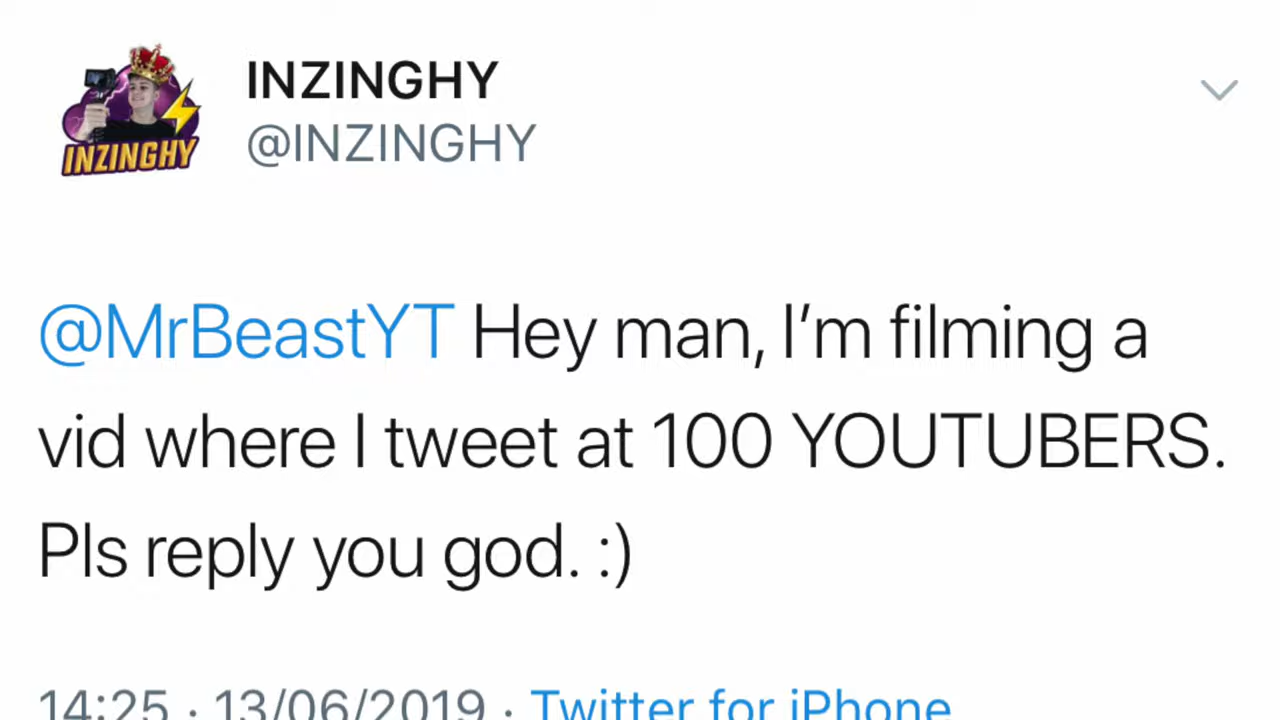 INZINGHY
INZINGHY
@INZINGHY
@MrBeastYT Hey man, I’m filming a
vid where I tweet at 100 YOUTUBERS.
Pls reply you god. :)
14:25 · 13/06/2019 · Twitter for iPhone